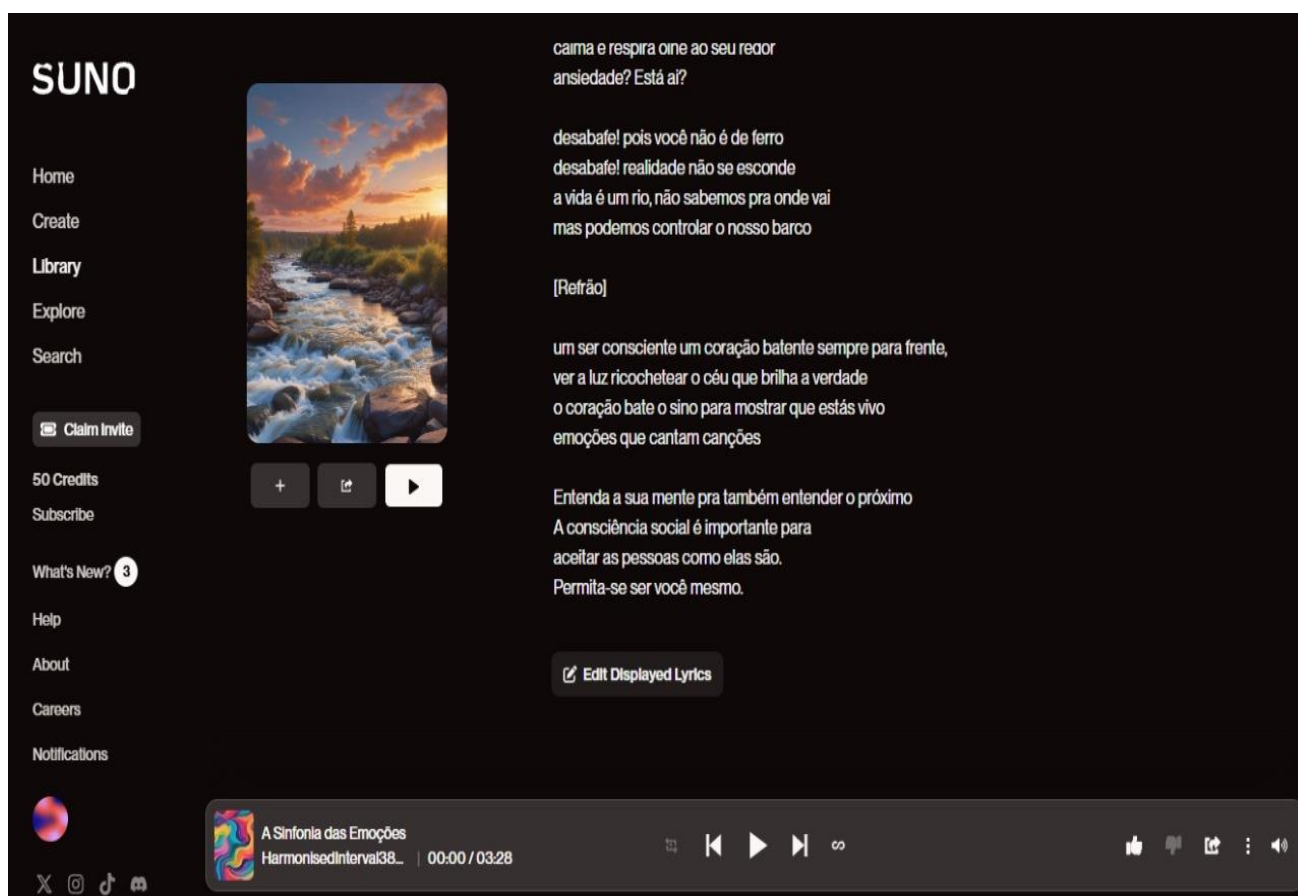 SUNO
Home
Create
Library
Explore
Search
Claim Invite
50 Credits
Subscribe
What's New? 3
Help
About
Careers
Notifications
calma e respira olhe ao seu redor
ansiedade? Está ai?
desabafe! pois você não é de ferro
desabafe! realidade não se esconde
a vida é um rio, não sabemos pra onde vai
mas podemos controlar o nosso barco
[Refrão]
um ser consciente um coração batente sempre para frente,
ver a luz ricochetear o céu que brilha a verdade
o coração bate o sino para mostrar que estás vivo
emoções que cantam canções
Entenda a sua mente pra também entender o próximo
A consciência social é importante para
aceitar as pessoas como elas são.
Permita-se ser você mesmo.
Edit Displayed Lyrics
A Sinfonia das Emoções
HarmonisedInterval38... | 00:00 / 03:28